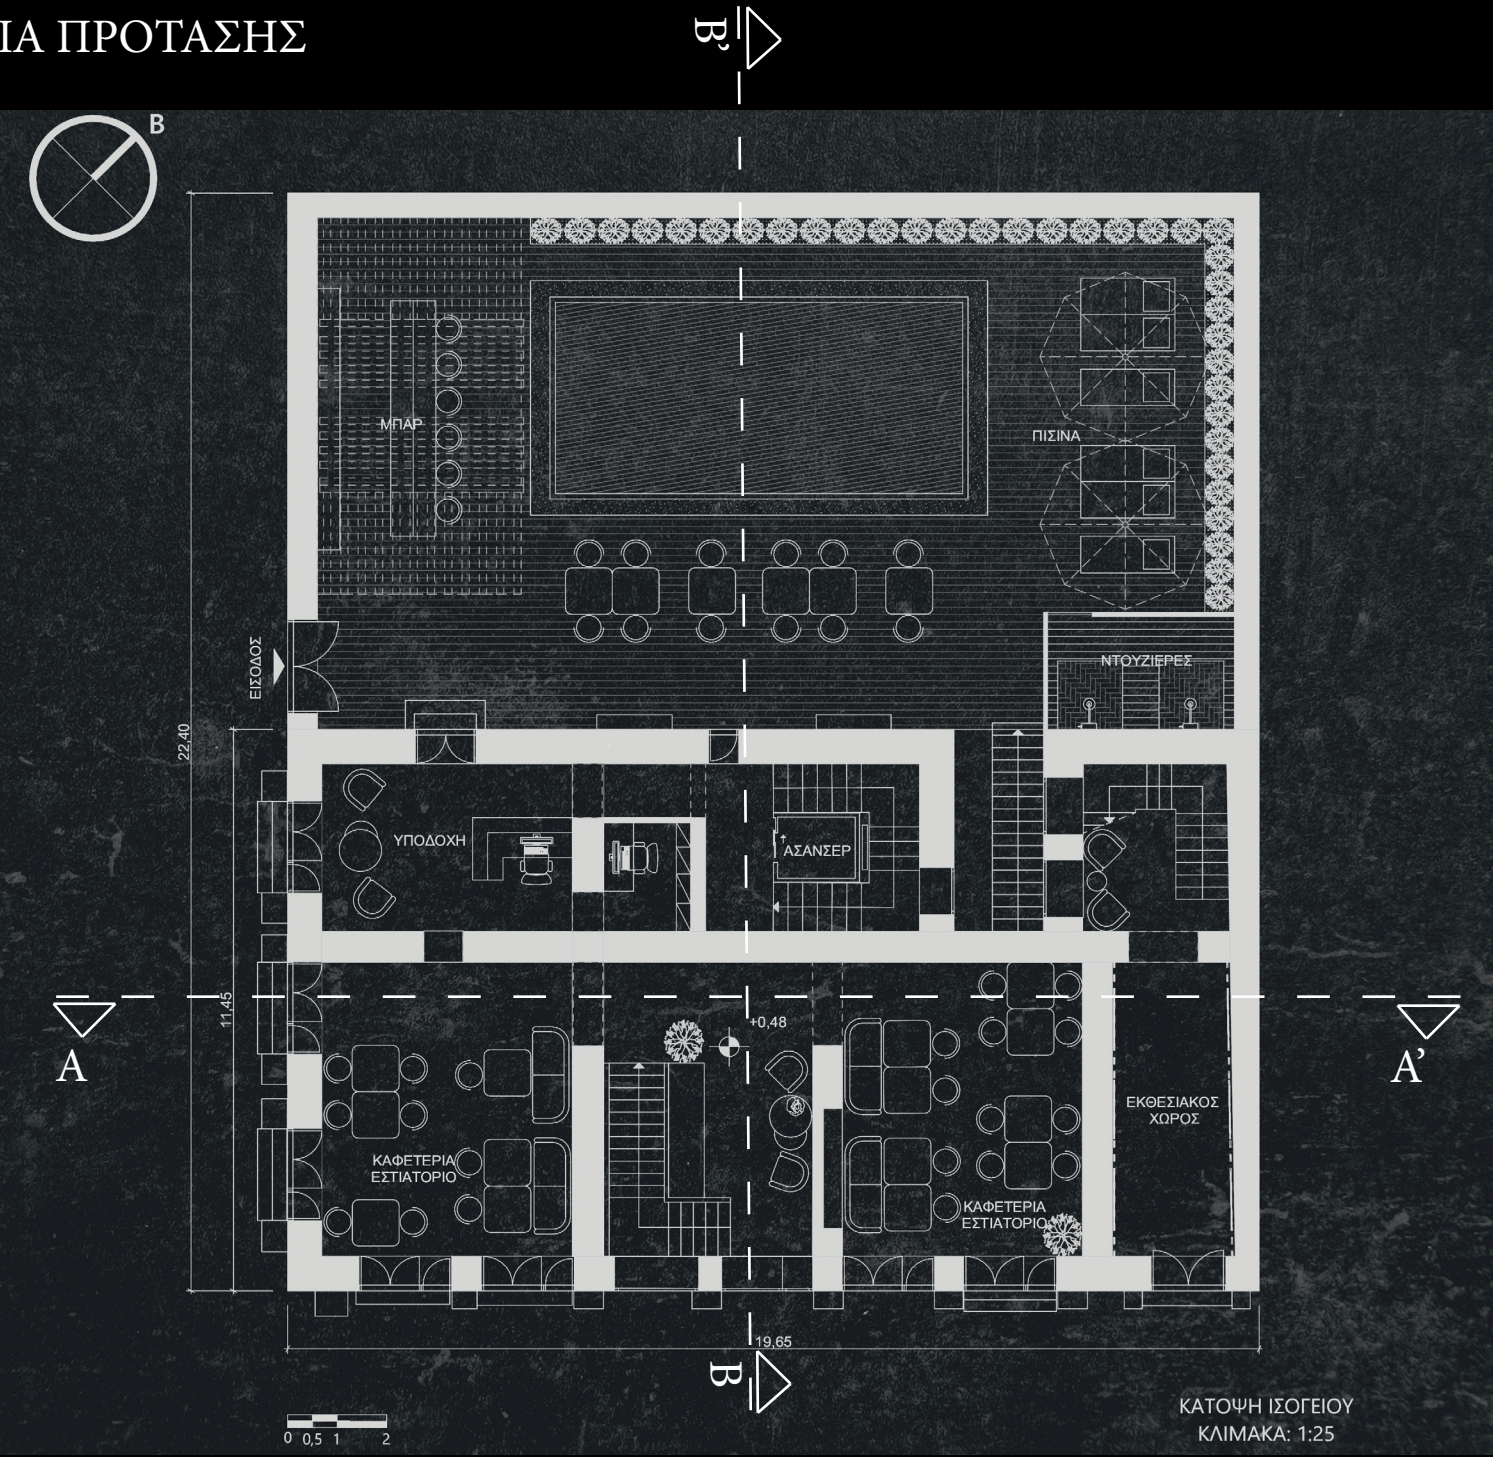 ΙΑ ΠΡΟΤΑΣΗΣ
Β'
Β
ΜΠΑΡ
ΠΙΣΙΝΑ
ΕΙΣΟΔΟΣ
ΝΤΟΥΖΙΕΡΕΣ
22,40
ΥΠΟΔΟΧΗ
ΑΣΑΝΣΕΡ
11,45
+0,48
Α
Α'
ΕΚΘΕΣΙΑΚΟΣ
ΧΩΡΟΣ
ΚΑΦΕΤΕΡΙΑ
ΕΣΤΙΑΤΟΡΙΟ
ΚΑΦΕΤΕΡΙΑ
ΕΣΤΙΑΤΟΡΙΟ
19,65
Β
0 0,5 1 2
ΚΑΤΟΨΗ ΙΣΟΓΕΙΟΥ
ΚΛΙΜΑΚΑ: 1:25